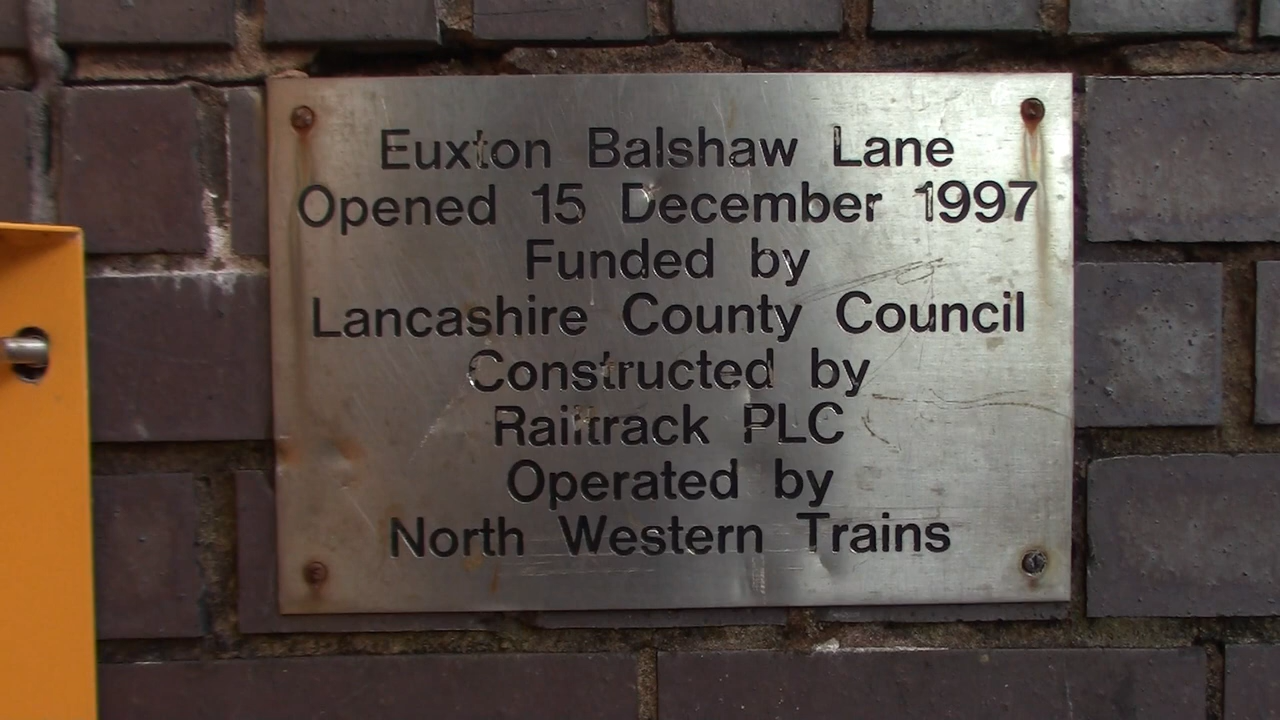 Euxton Balshaw Lane
Opened 15 December 1997
Funded by
Lancashire County Council
Constructed by
Railtrack PLC
Operated by
North Western Trains